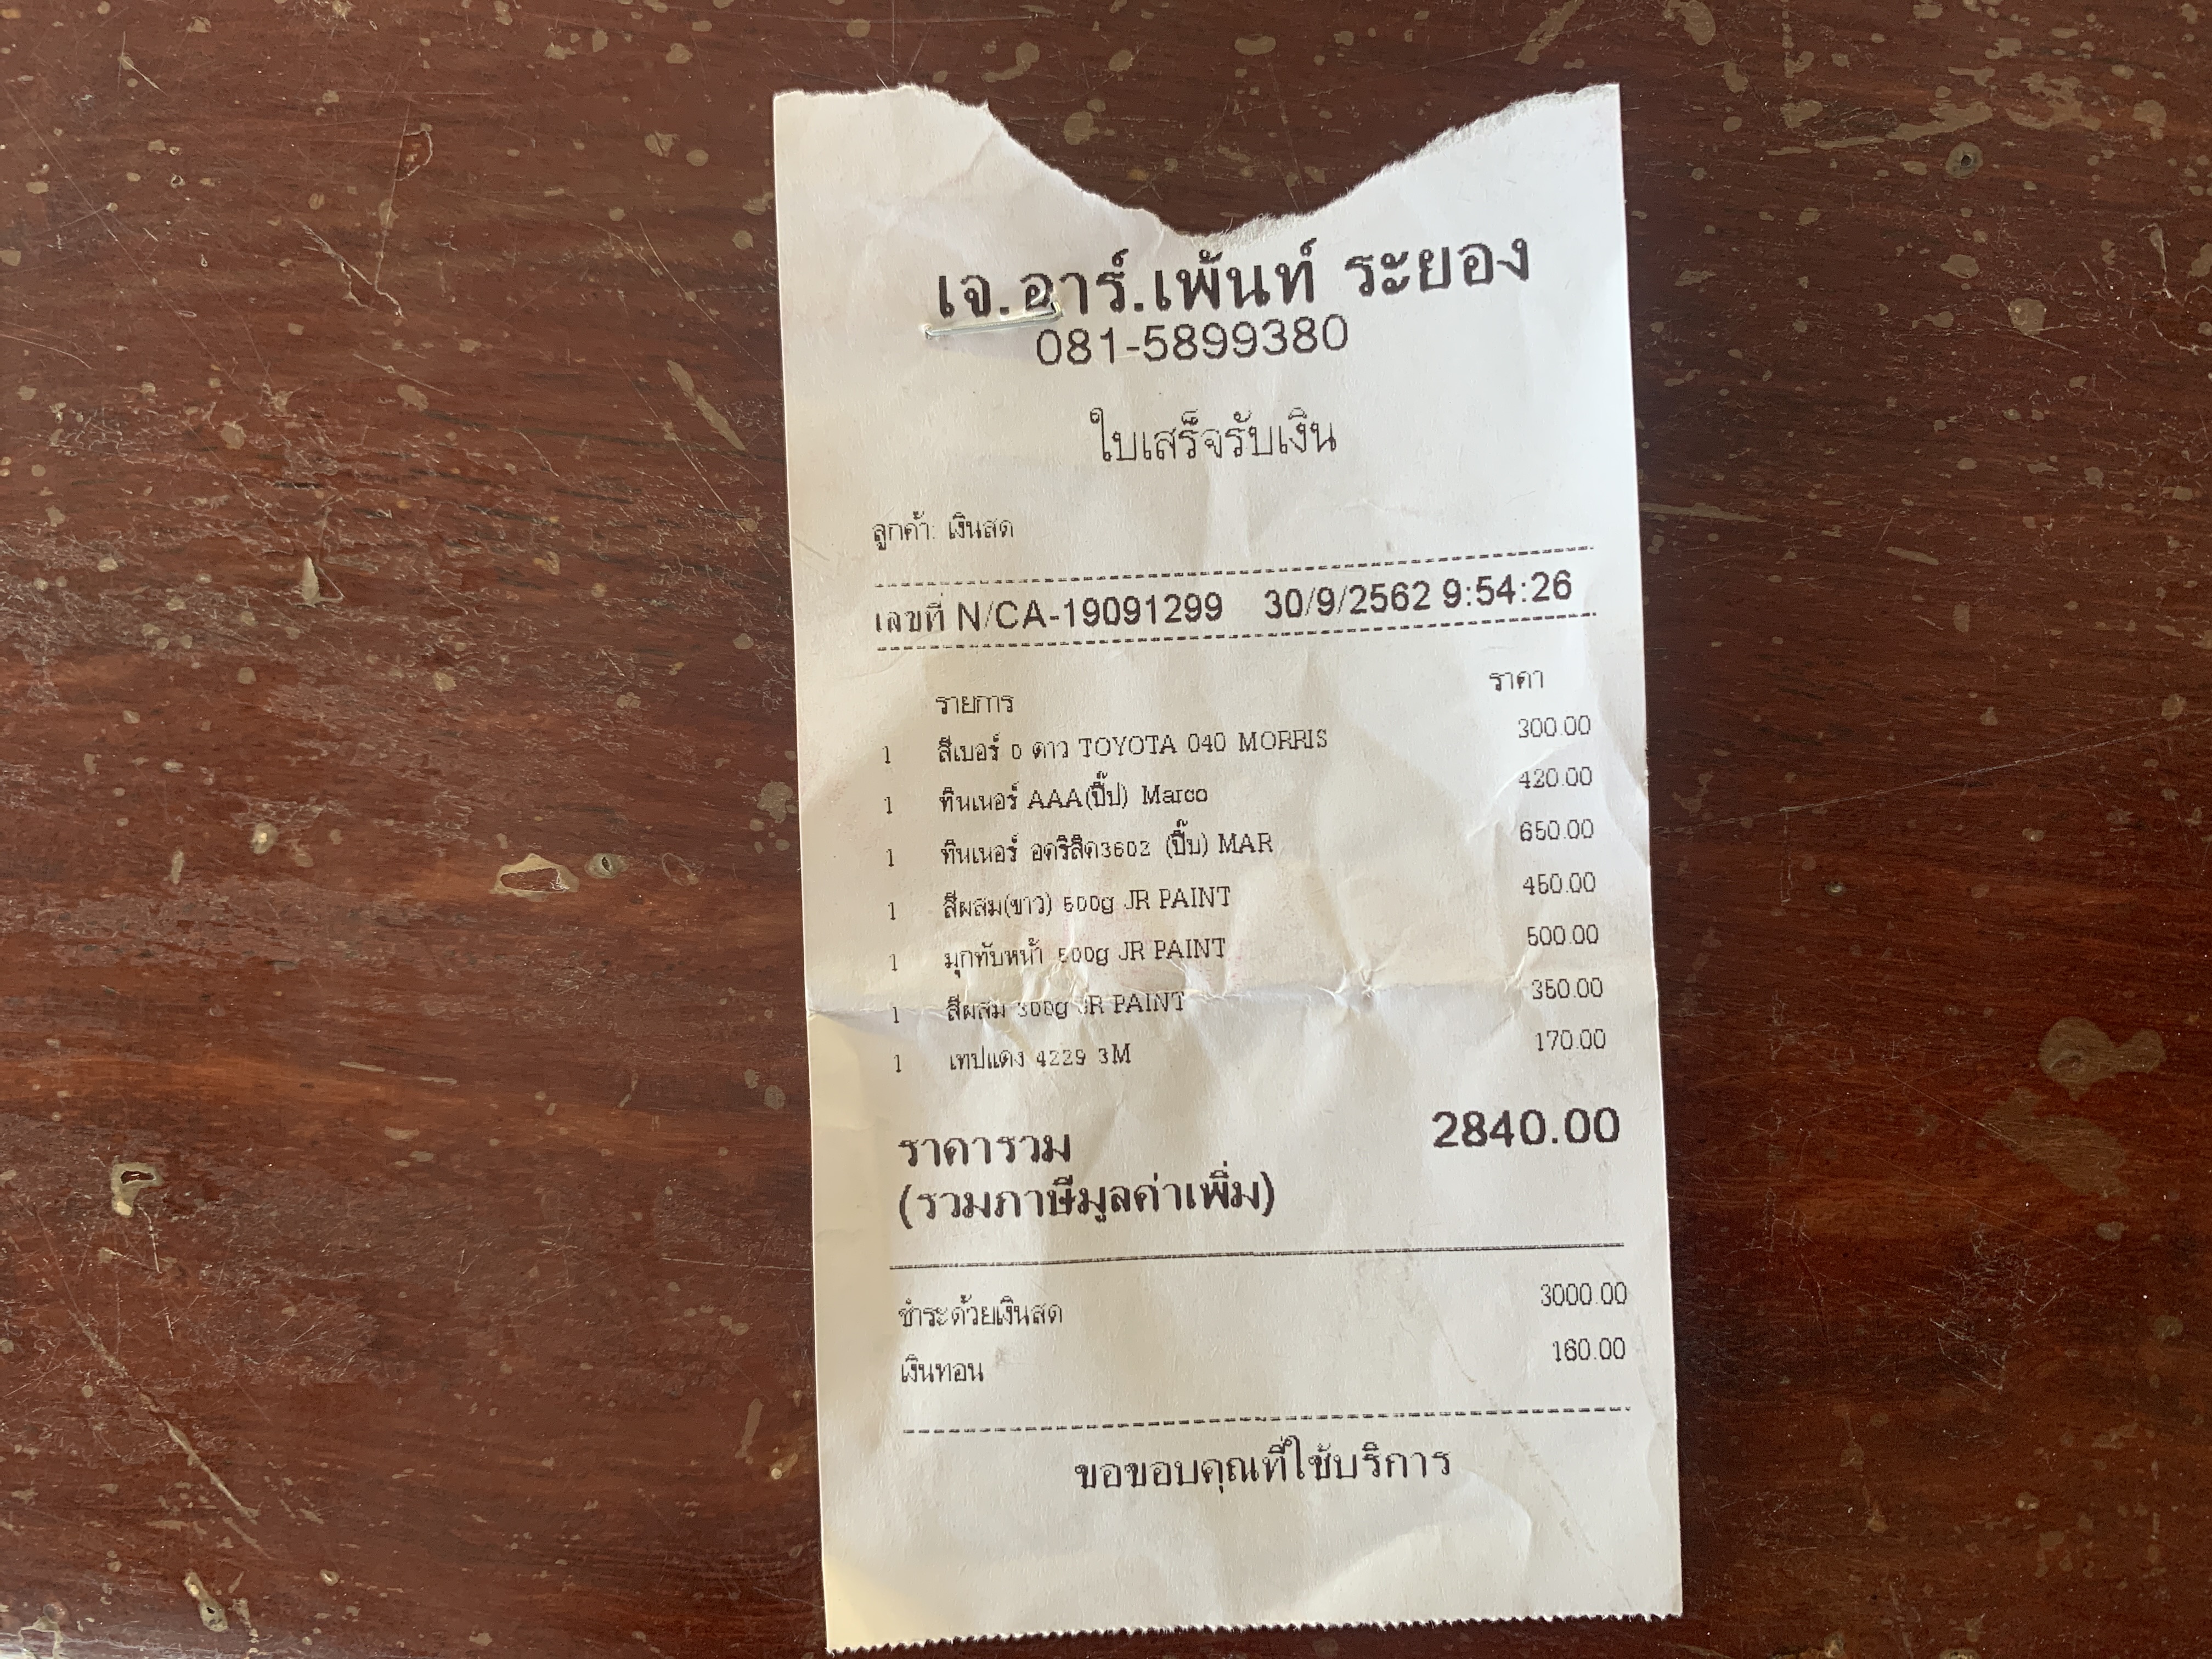 เจ.อาร์.เพ้นท์ ระยอง
081-5899380
ใบเสร็จรับเงิน
ลูกค้า: เงินสด
เลขที่ N/CA-19091299 30/9/2562 9:54:26
รายการ ราคา
1 สีเบอร์ 0 ดาว TOYOTA 040 MORRIS 300.00
1 ทินเนอร์ AAA(ปี๊ป) Marco 420.00
1 ทินเนอร์ อคริลิค3602 (ปี๊บ) MAR 650.00
1 สีผสม(ขาว) 500g JR PAINT 450.00
1 มุกทับหน้า 500g JR PAINT 500.00
1 สีผสม 300g JR PAINT 350.00
1 เทปแดง 4229 3M 170.00
ราคารวม 2840.00
(รวมภาษีมูลค่าเพิ่ม)
ชำระด้วยเงินสด 3000.00
เงินทอน 160.00
ขอขอบคุณที่ใช้บริการ